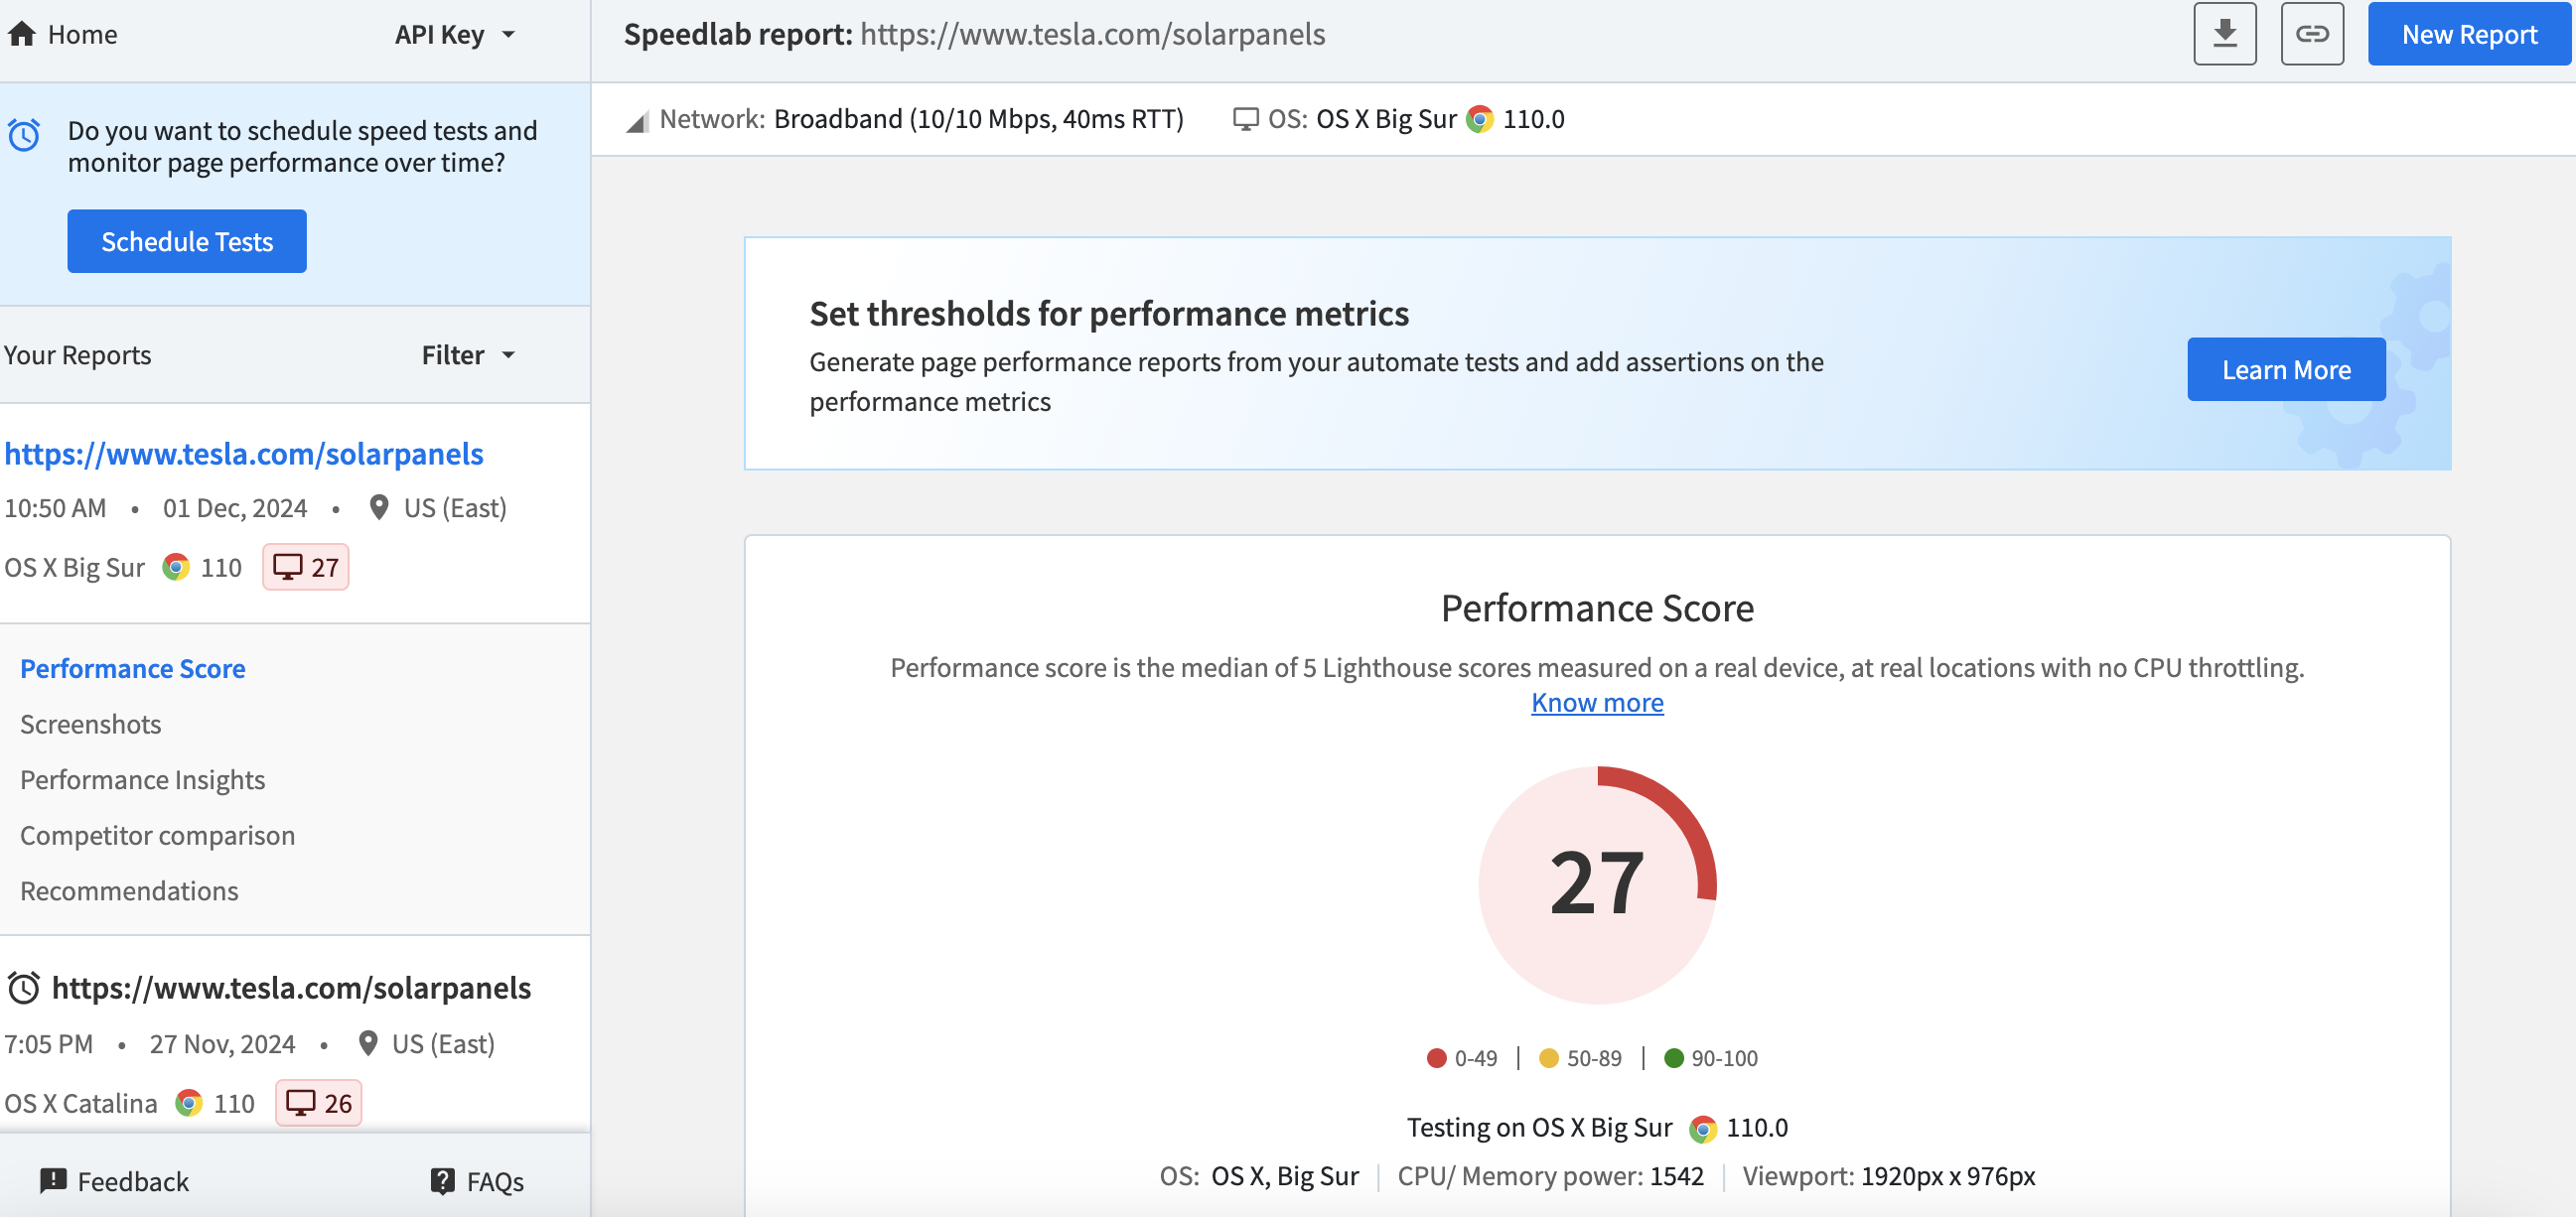 Home
API Key
Do you want to schedule speed tests and
monitor page performance over time?
Schedule Tests
Your Reports
Filter
https://www.tesla.com/solarpanels
10:50 AM • 01 Dec, 2024 • US (East)
OS X Big Sur 110 27
Performance Score
Screenshots
Performance Insights
Competitor comparison
Recommendations
https://www.tesla.com/solarpanels
7:05 PM • 27 Nov, 2024 • US (East)
OS X Catalina 110 26
Feedback
FAQs
Speedlab report: https://www.tesla.com/solarpanels
New Report
Network: Broadband (10/10 Mbps, 40ms RTT)
OS: OS X Big Sur 110.0
Set thresholds for performance metrics
Generate page performance reports from your automate tests and add assertions on the
performance metrics
Learn More
Performance Score
Performance score is the median of 5 Lighthouse scores measured on a real device, at real locations with no CPU throttling.
Know more
27
0-49 | 50-89 | 90-100
Testing on OS X Big Sur 110.0
OS: OS X, Big Sur | CPU/ Memory power: 1542 | Viewport: 1920px x 976px